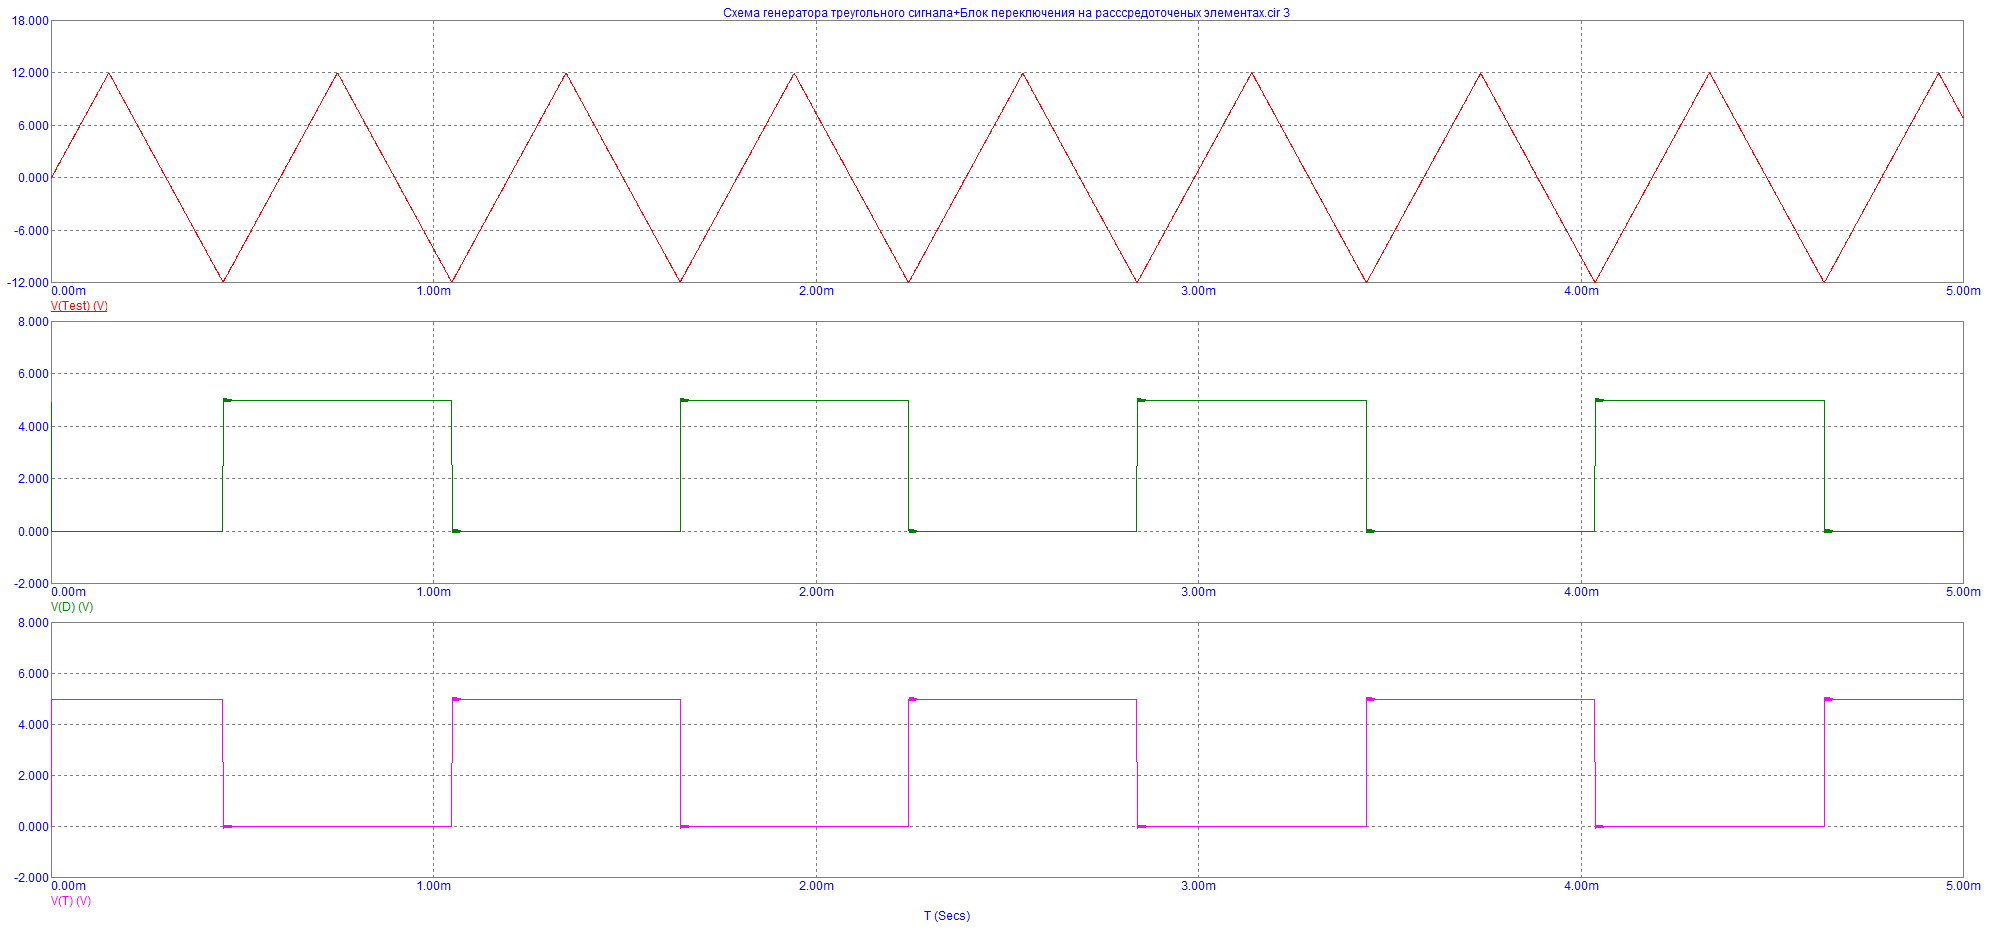 Схема генератора треугольного сигнала+Блок переключения на расссредоточеных элементах.cir 3
18.000
12.000
6.000
0.000
-6.000
-12.000
0.00m 1.00m 2.00m 3.00m 4.00m 5.00m
V(Test) (V)
8.000
6.000
4.000
2.000
0.000
-2.000
0.00m 1.00m 2.00m 3.00m 4.00m 5.00m
V(D) (V)
8.000
6.000
4.000
2.000
0.000
-2.000
0.00m 1.00m 2.00m 3.00m 4.00m 5.00m
V(T) (V)
T (Secs)